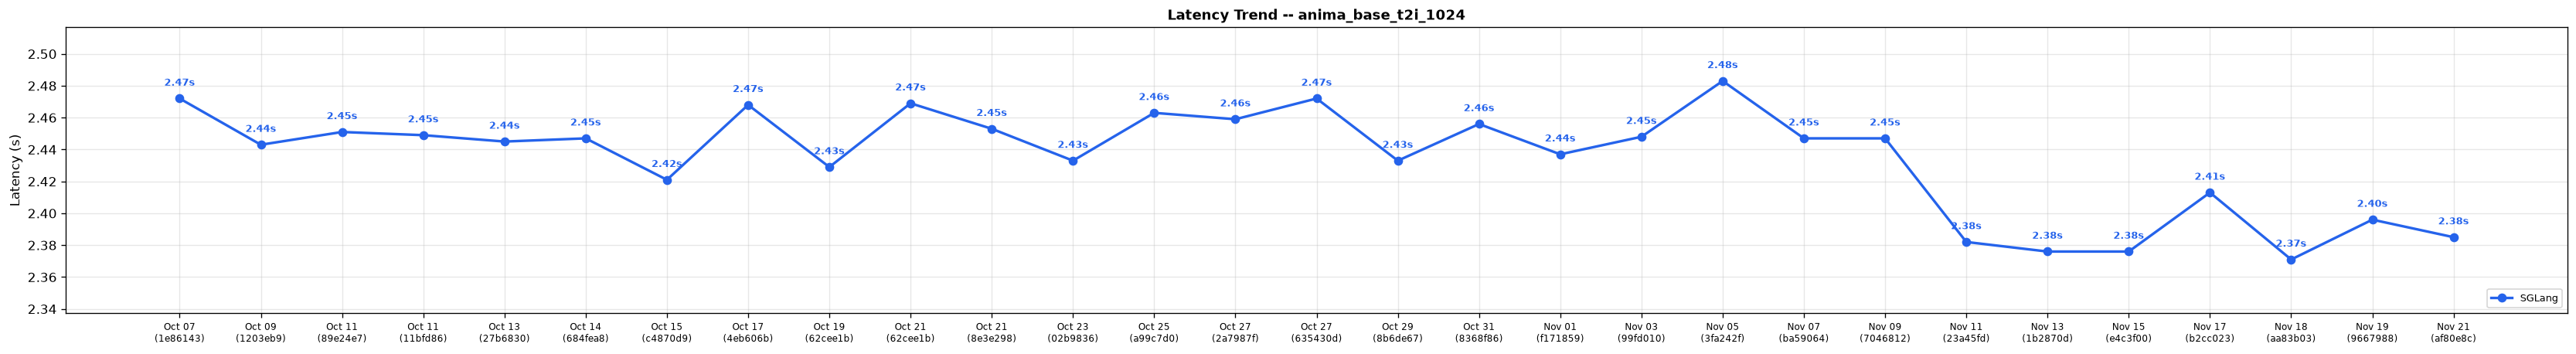 Latency Trend -- anima_base_t2i_1024
Latency (s)
2.50
2.48
2.46
2.44
2.42
2.40
2.38
2.36
2.34
2.47s
2.44s
2.45s
2.45s
2.44s
2.45s
2.42s
2.47s
2.43s
2.47s
2.45s
2.43s
2.46s
2.46s
2.47s
2.43s
2.46s
2.44s
2.45s
2.48s
2.45s
2.45s
2.38s
2.38s
2.38s
2.41s
2.37s
2.40s
2.38s
SGLang
Oct 07
(1e86143)
Oct 09
(1203eb9)
Oct 11
(89e24e7)
Oct 11
(11bfd86)
Oct 13
(27b6830)
Oct 14
(684fea8)
Oct 15
(c4870d9)
Oct 17
(4eb606b)
Oct 19
(62cee1b)
Oct 21
(62cee1b)
Oct 21
(8e3e298)
Oct 23
(02b9836)
Oct 25
(a99c7d0)
Oct 27
(2a7987f)
Oct 27
(635430d)
Oct 29
(8b6de67)
Oct 31
(8368f86)
Nov 01
(f171859)
Nov 03
(99fd010)
Nov 05
(3fa242f)
Nov 07
(ba59064)
Nov 09
(7046812)
Nov 11
(23a45fd)
Nov 13
(1b2870d)
Nov 15
(e4c3f00)
Nov 17
(b2cc023)
Nov 18
(aa83b03)
Nov 19
(9667988)
Nov 21
(af80e8c)